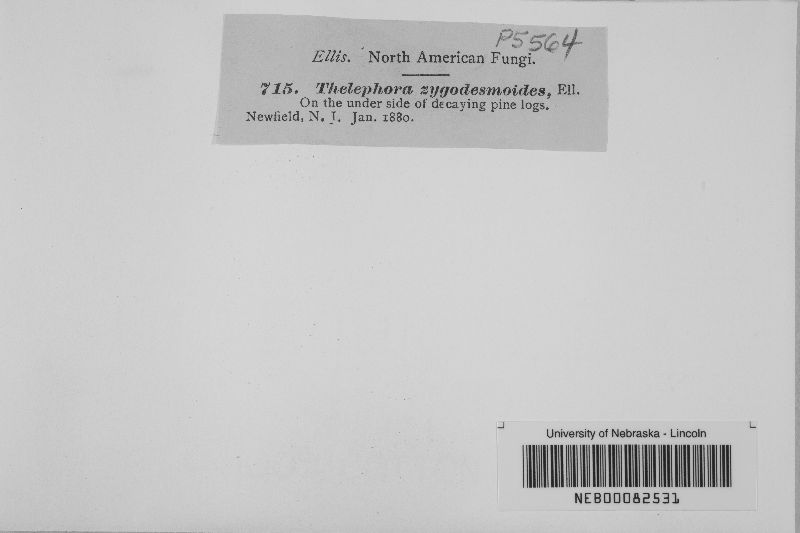 P5564
Ellis. North American Fungi.
715. Thelephora zygodesmoides, Ell.
On the under side of decaying pine logs.
Newfield, N. J. Jan. 1880.
University of Nebraska - Lincoln
NEB00082531